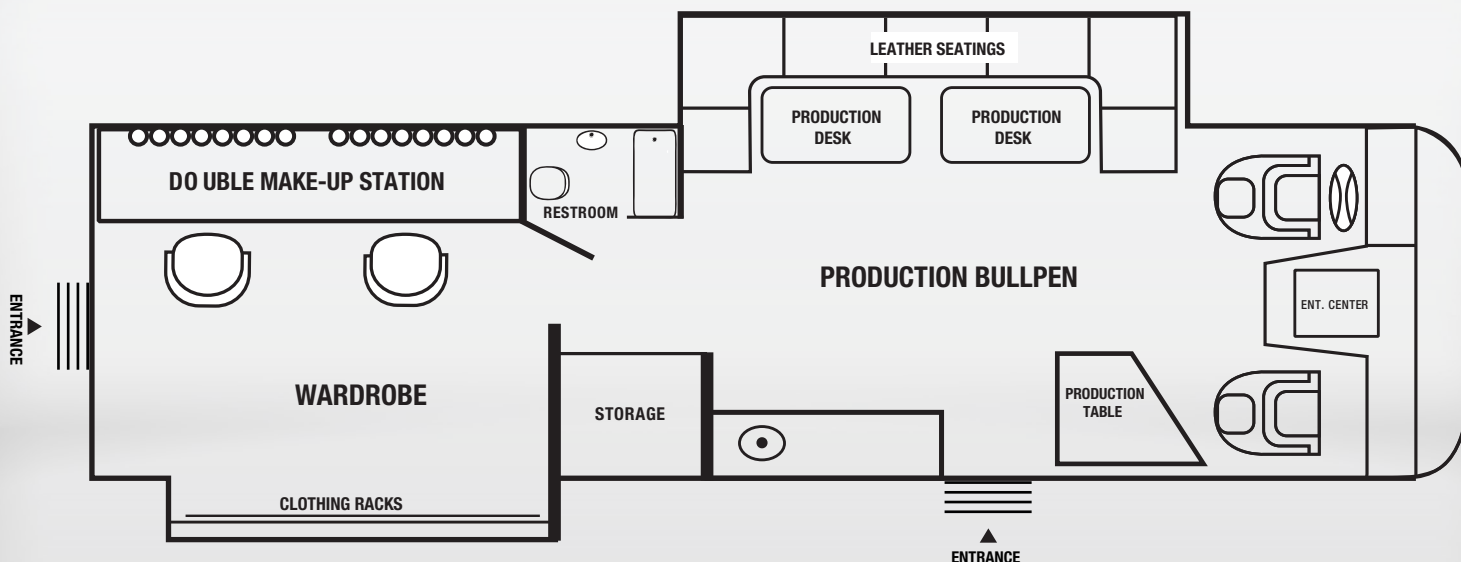 LEATHER SEATINGS
PRODUCTION
DESK
PRODUCTION
DESK
DO UBLE MAKE-UP STATION
RESTROOM
PRODUCTION BULLPEN
ENT. CENTER
ENTRANCE
WARDROBE
STORAGE
PRODUCTION
TABLE
CLOTHING RACKS
ENTRANCE